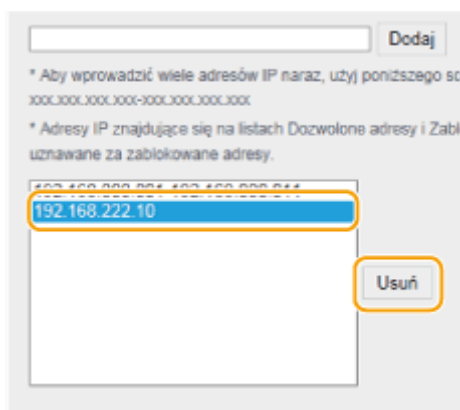 Dodaj
* Aby wprowadzić wiele adresów IP naraz, użyj poniższego
xxx.xxx.xxx.xxx-xxx.xxx.xxx.xxx
* Adresy IP znajdujące się na listach Dozwolone adresy i
uznawane za zablokowane adresy.
192.168.222.10
Usuń